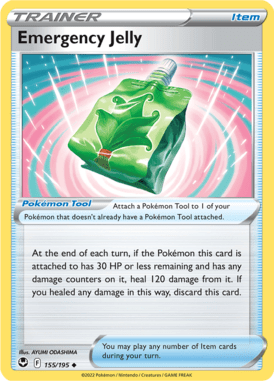 TRAINER
Item
Emergency Jelly
Pokémon Tool
Attach a Pokémon Tool to 1 of your
Pokémon that doesn't already have a Pokémon Tool attached.
At the end of each turn, if the Pokémon this card is
attached to has 30 HP or less remaining and has any
damage counters on it, heal 120 damage from it. If
you healed any damage in this way, discard this card.
You may play any number of Item cards
during your turn.
Illus. AYUMI ODASHIMA
F 155/195
©2022 Pokémon / Nintendo / Creatures / GAME FREAK